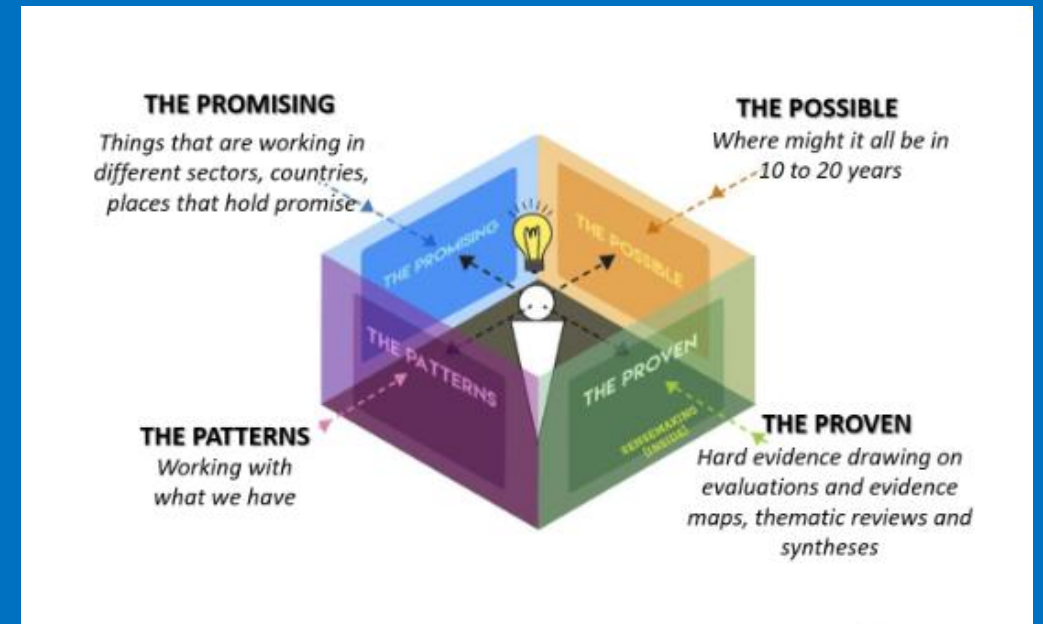 THE PROMISING
Things that are working in
different sectors, countries,
places that hold promise
THE POSSIBLE
Where might it all be in
10 to 20 years
THE PROMISING
THE POSSIBLE
THE PATTERNS
THE PROVEN
SENSEMAKING
(INSIDE)
THE PATTERNS
Working with
what we have
THE PROVEN
Hard evidence drawing on
evaluations and evidence
maps, thematic reviews and
syntheses